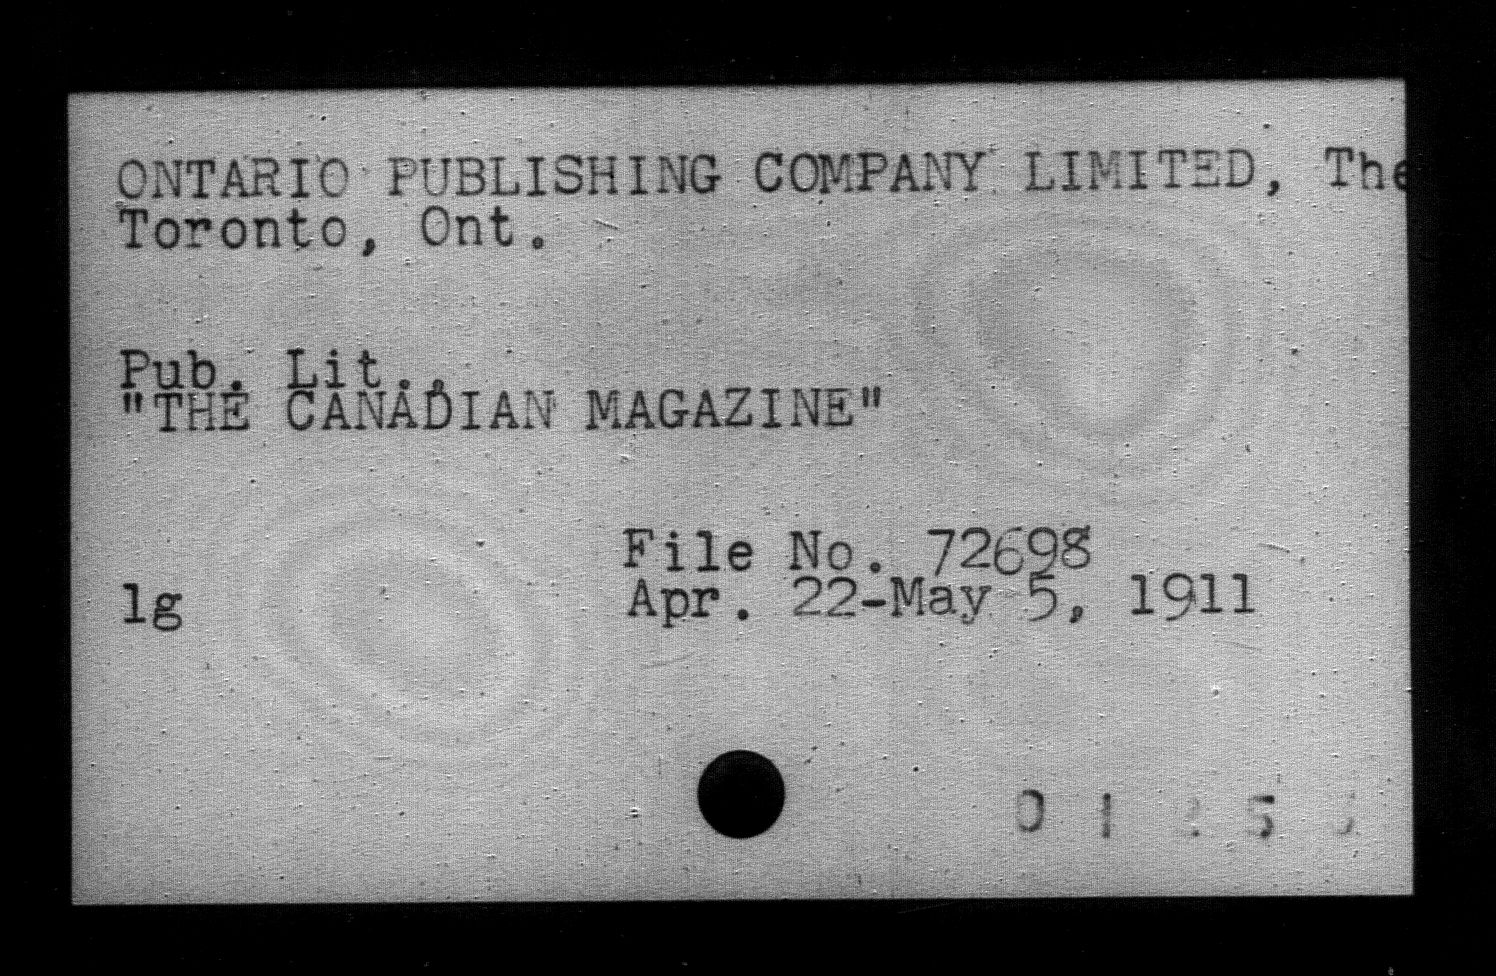 ONTARIO PUBLISHING COMPANY LIMITED, The
Toronto, Ont.
Pub. Lit.,
"THE CANADIAN MAGAZINE"
File No. 72698
lg Apr. 22-May 5, 1911